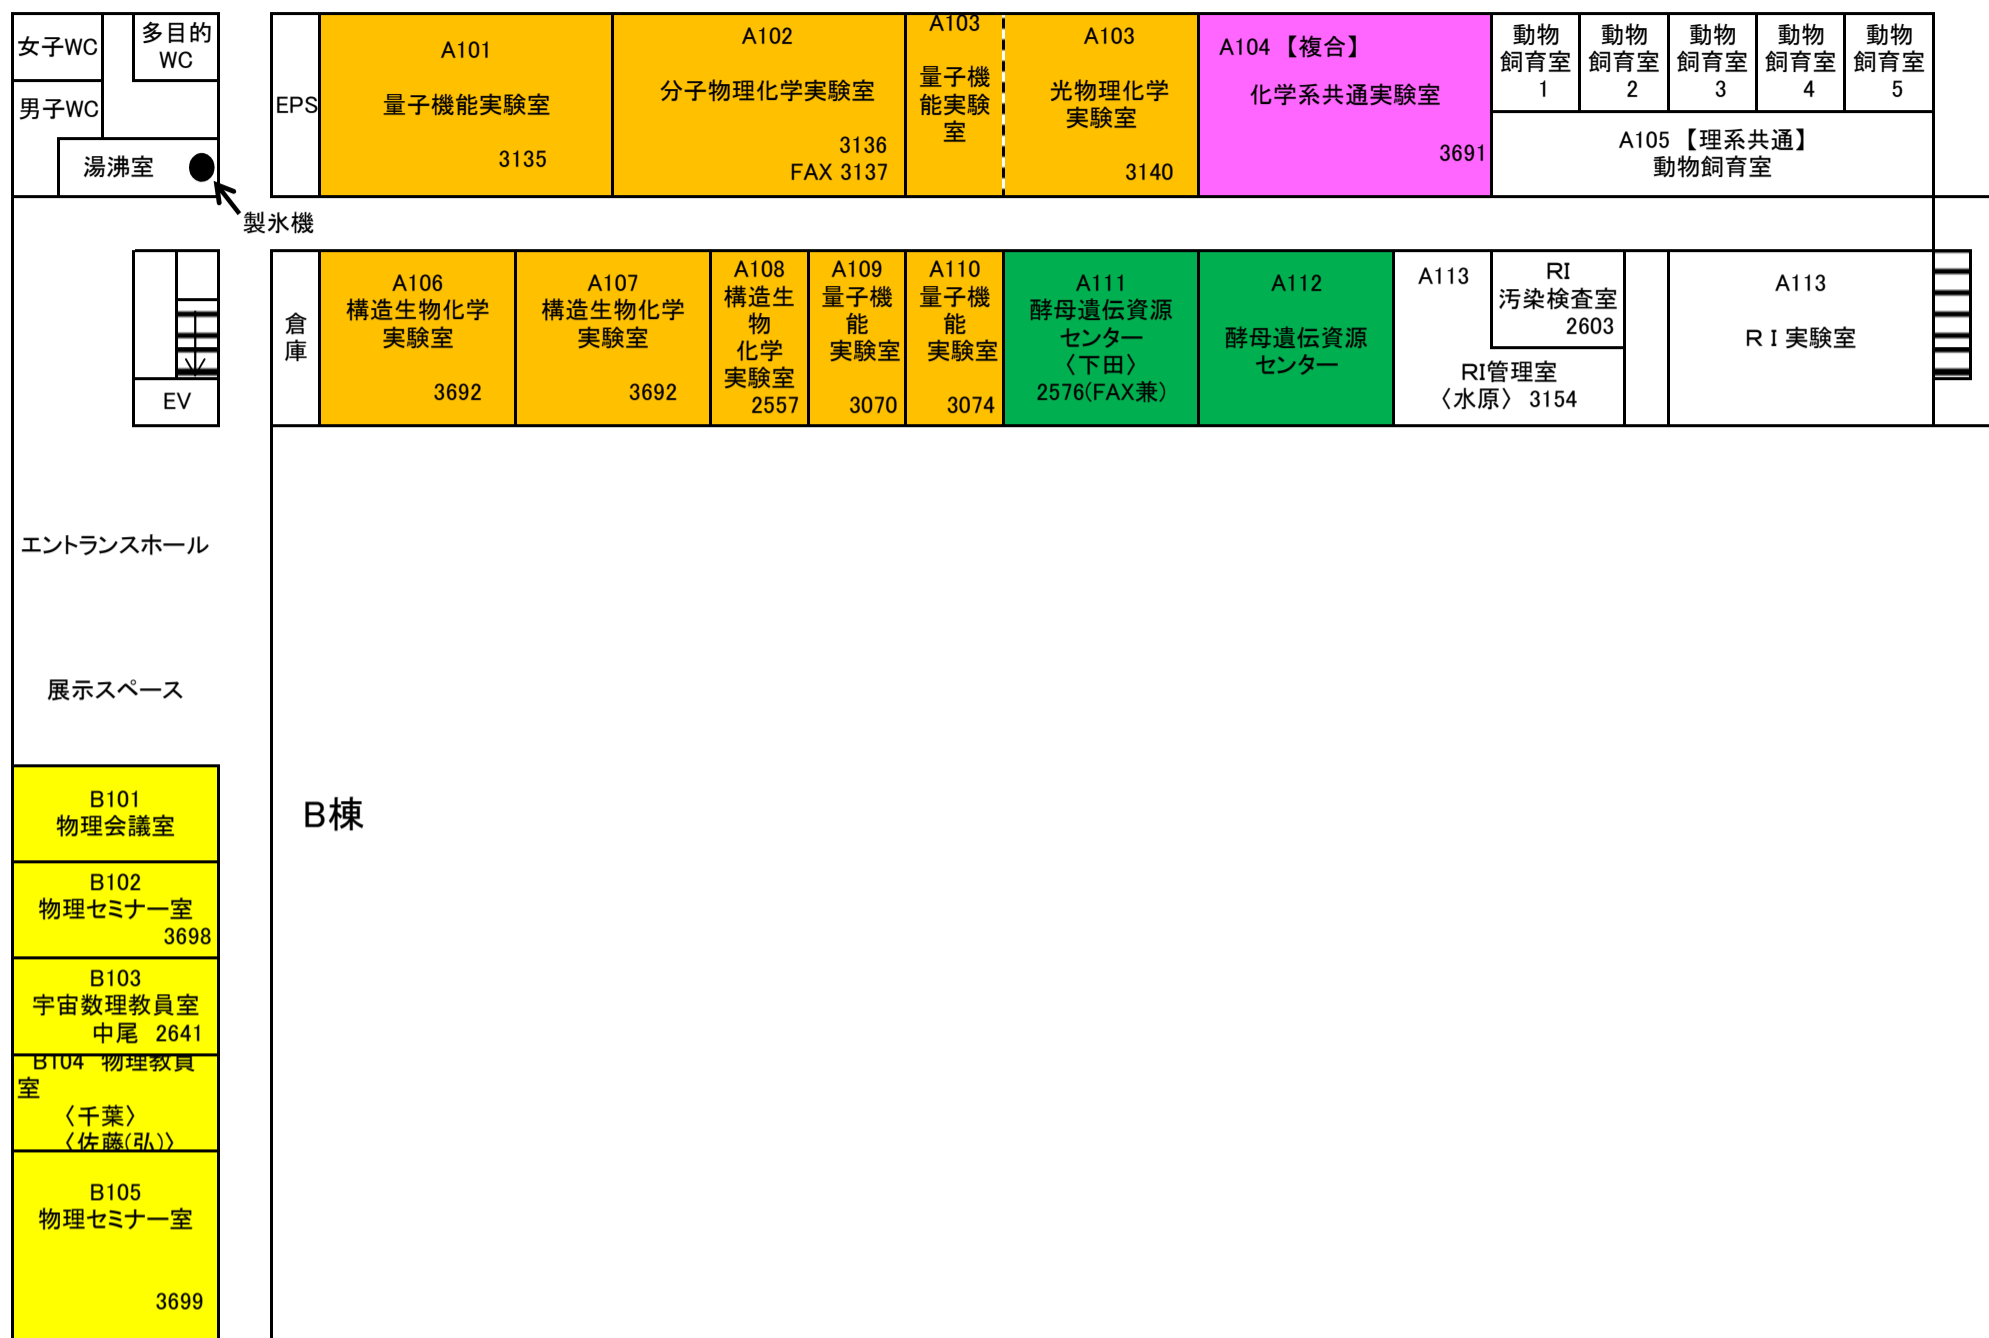 女子WC
多目的
WC
男子WC
湯沸室
製氷機
EPS
A101
量子機能実験室
3135
A102
分子物理化学実験室
3136
FAX 3137
A103
量子機
能実験
室
A103
光物理化学
実験室
3140
A104【複合】
化学系共通実験室
3691
動物
飼育室
1
動物
飼育室
2
動物
飼育室
3
動物
飼育室
4
動物
飼育室
5
A105【理系共通】
動物飼育室
EV
倉
庫
A106
構造生物化学
実験室
3692
A107
構造生物化学
実験室
3692
A108
構造生
物
化学
実験室
2557
A109
量子機
能
実験室
3070
A110
量子機
能
実験室
3074
A111
酵母遺伝資源
センター
〈下田〉
2576(FAX兼)
A112
酵母遺伝資源
センター
A113
RI
汚染検査室
2603
RI管理室
〈水原〉 3154
A113
ＲＩ実験室
エントランスホール
展示スペース
B101
物理会議室
B102
物理セミナー室
3698
B103
宇宙数理教員室
中尾 2641
B104 物理教員
室
〈千葉〉
〈佐藤(弘)〉
B105
物理セミナー室
3699
B棟